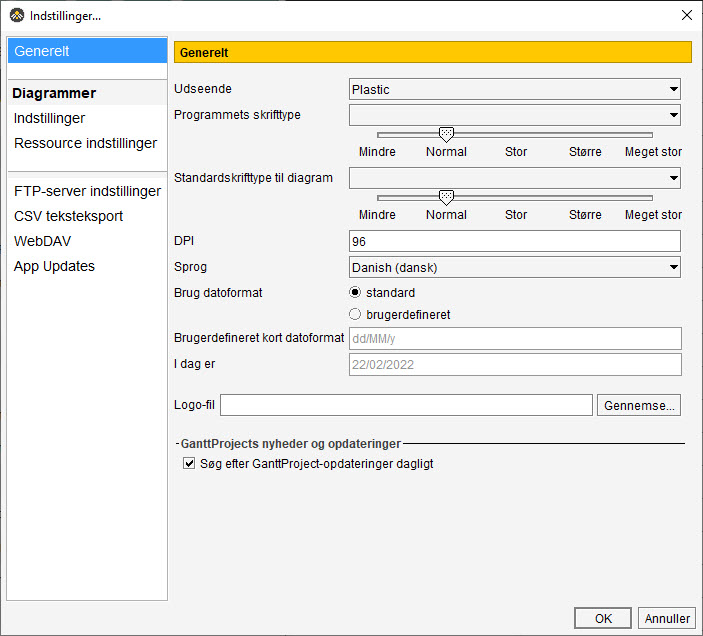 Indstillinger...
Generelt
Diagrammer
Indstillinger
Ressource indstillinger
FTP-server indstillinger
CSV teksteksport
WebDAV
App Updates
Generelt
Udseende
Plastic
Programmets skrifttype
Mindre Normal Stor Større Meget stor
Standardskrifttype til diagram
Mindre Normal Stor Større Meget stor
DPI
96
Sprog
Danish (dansk)
Brug datoformat
standard
brugerdefineret
Brugerdefineret kort datoformat
dd/MM/y
I dag er
22/02/2022
Logo-fil
Gennemse...
GanttProjects nyheder og opdateringer
Søg efter GanttProject-opdateringer dagligt
OK
Annuller